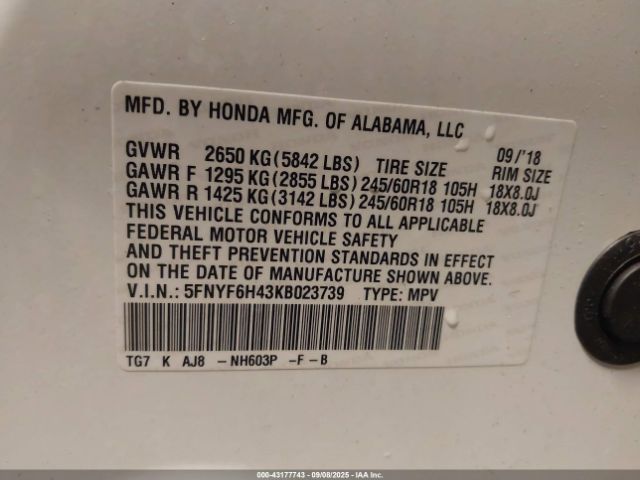 MFD. BY HONDA MFG. OF ALABAMA, LLC
09/'18
GVWR 2650 KG (5842 LBS) TIRE SIZE RIM SIZE
GAWR F 1295 KG (2855 LBS) 245/60R18 105H 18X8.0J
GAWR R 1425 KG (3142 LBS) 245/60R18 105H 18X8.0J
THIS VEHICLE CONFORMS TO ALL APPLICABLE
FEDERAL MOTOR VEHICLE SAFETY
AND THEFT PREVENTION STANDARDS IN EFFECT
ON THE DATE OF MANUFACTURE SHOWN ABOVE.
V.I.N.: 5FNYF6H43KB023739 TYPE: MPV
TG7 K AJ8 -NH603P -F-B
000-43177743 - 09/08/2025 - IAA Inc.